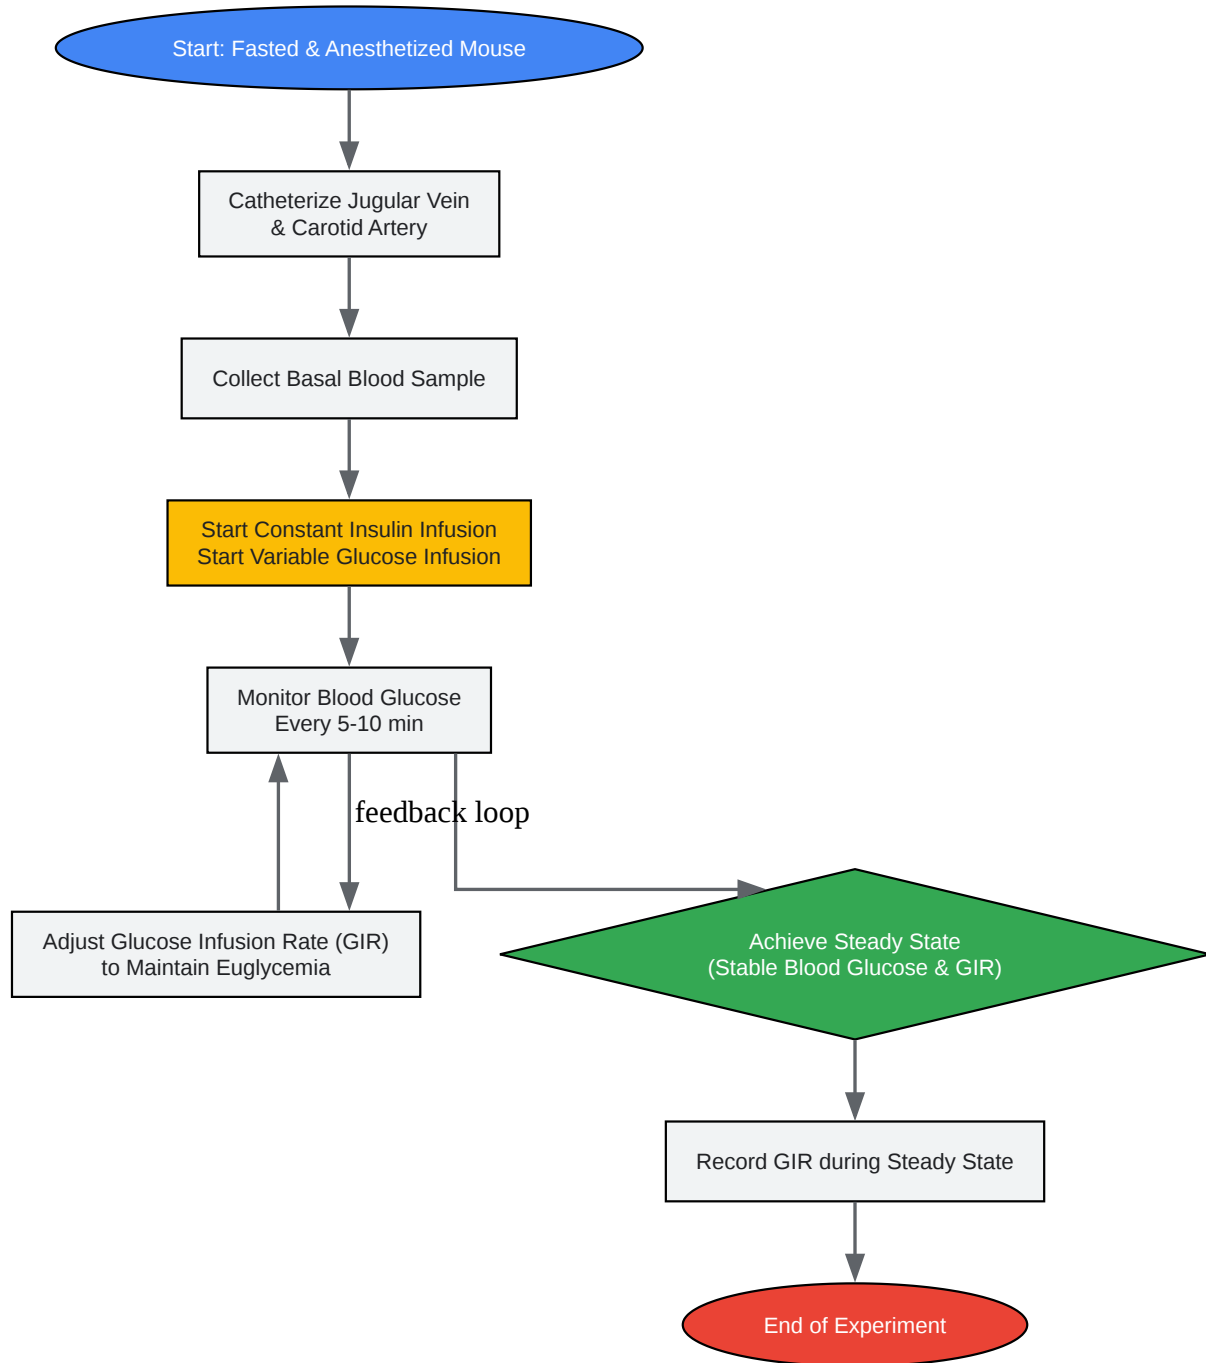 Start: Fasted & Anesthetized Mouse
Catheterize Jugular Vein
& Carotid Artery
Collect Basal Blood Sample
Start Constant Insulin Infusion
Start Variable Glucose Infusion
Monitor Blood Glucose
Every 5-10 min
feedback loop
Adjust Glucose Infusion Rate (GIR)
to Maintain Euglycemia
Achieve Steady State
(Stable Blood Glucose & GIR)
Record GIR during Steady State
End of Experiment